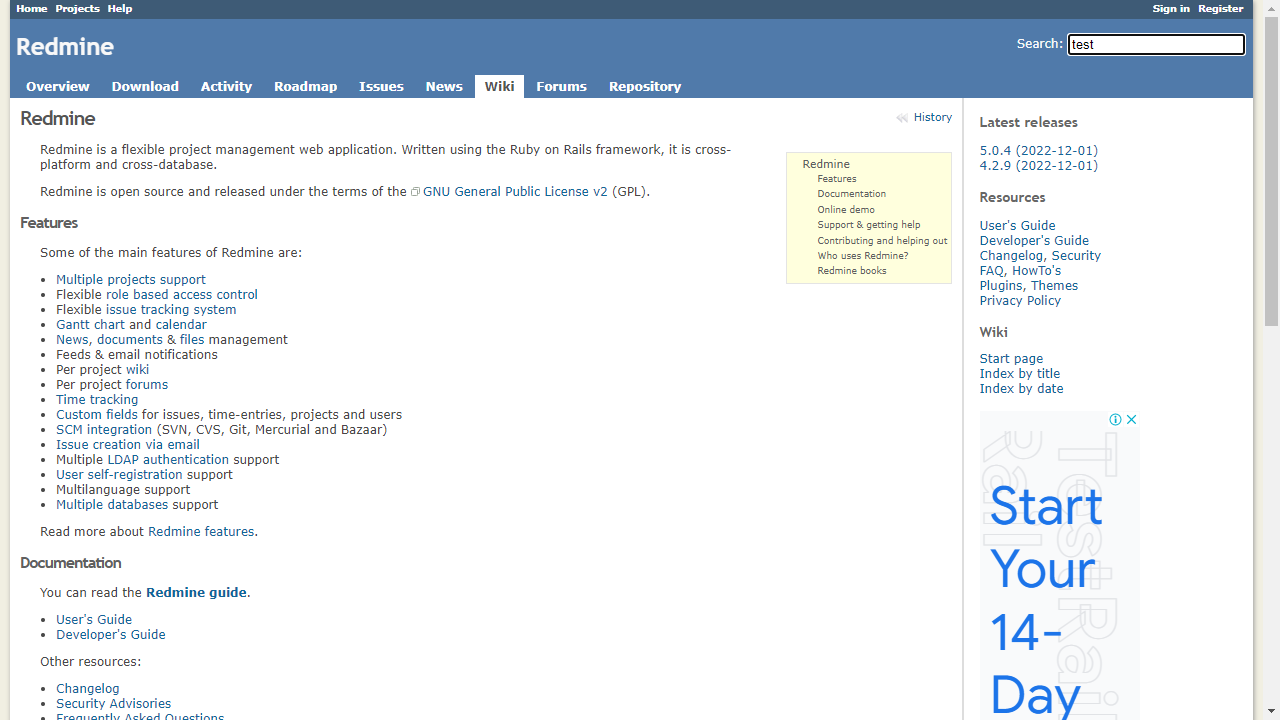 Home Projects Help
Sign in Register
Redmine
Search: test
Overview Download Activity Roadmap Issues News Wiki Forums Repository
Redmine
History
Redmine is a flexible project management web application. Written using the Ruby on Rails framework, it is cross-
platform and cross-database.
Redmine is open source and released under the terms of the GNU General Public License v2 (GPL).
Redmine
Features
Documentation
Online demo
Support & getting help
Contributing and helping out
Who uses Redmine?
Redmine books
Features
Some of the main features of Redmine are:
Multiple projects support
Flexible role based access control
Flexible issue tracking system
Gantt chart and calendar
News, documents & files management
Feeds & email notifications
Per project wiki
Per project forums
Time tracking
Custom fields for issues, time-entries, projects and users
SCM integration (SVN, CVS, Git, Mercurial and Bazaar)
Issue creation via email
Multiple LDAP authentication support
User self-registration support
Multilanguage support
Multiple databases support
Read more about Redmine features.
Documentation
You can read the Redmine guide.
User's Guide
Developer's Guide
Other resources:
Changelog
Security Advisories
Frequently Asked Questions
Latest releases
5.0.4 (2022-12-01)
4.2.9 (2022-12-01)
Resources
User's Guide
Developer's Guide
Changelog, Security
FAQ, HowTo's
Plugins, Themes
Privacy Policy
Wiki
Start page
Index by title
Index by date
TestRail
Rail
Start
Your
14-
Day